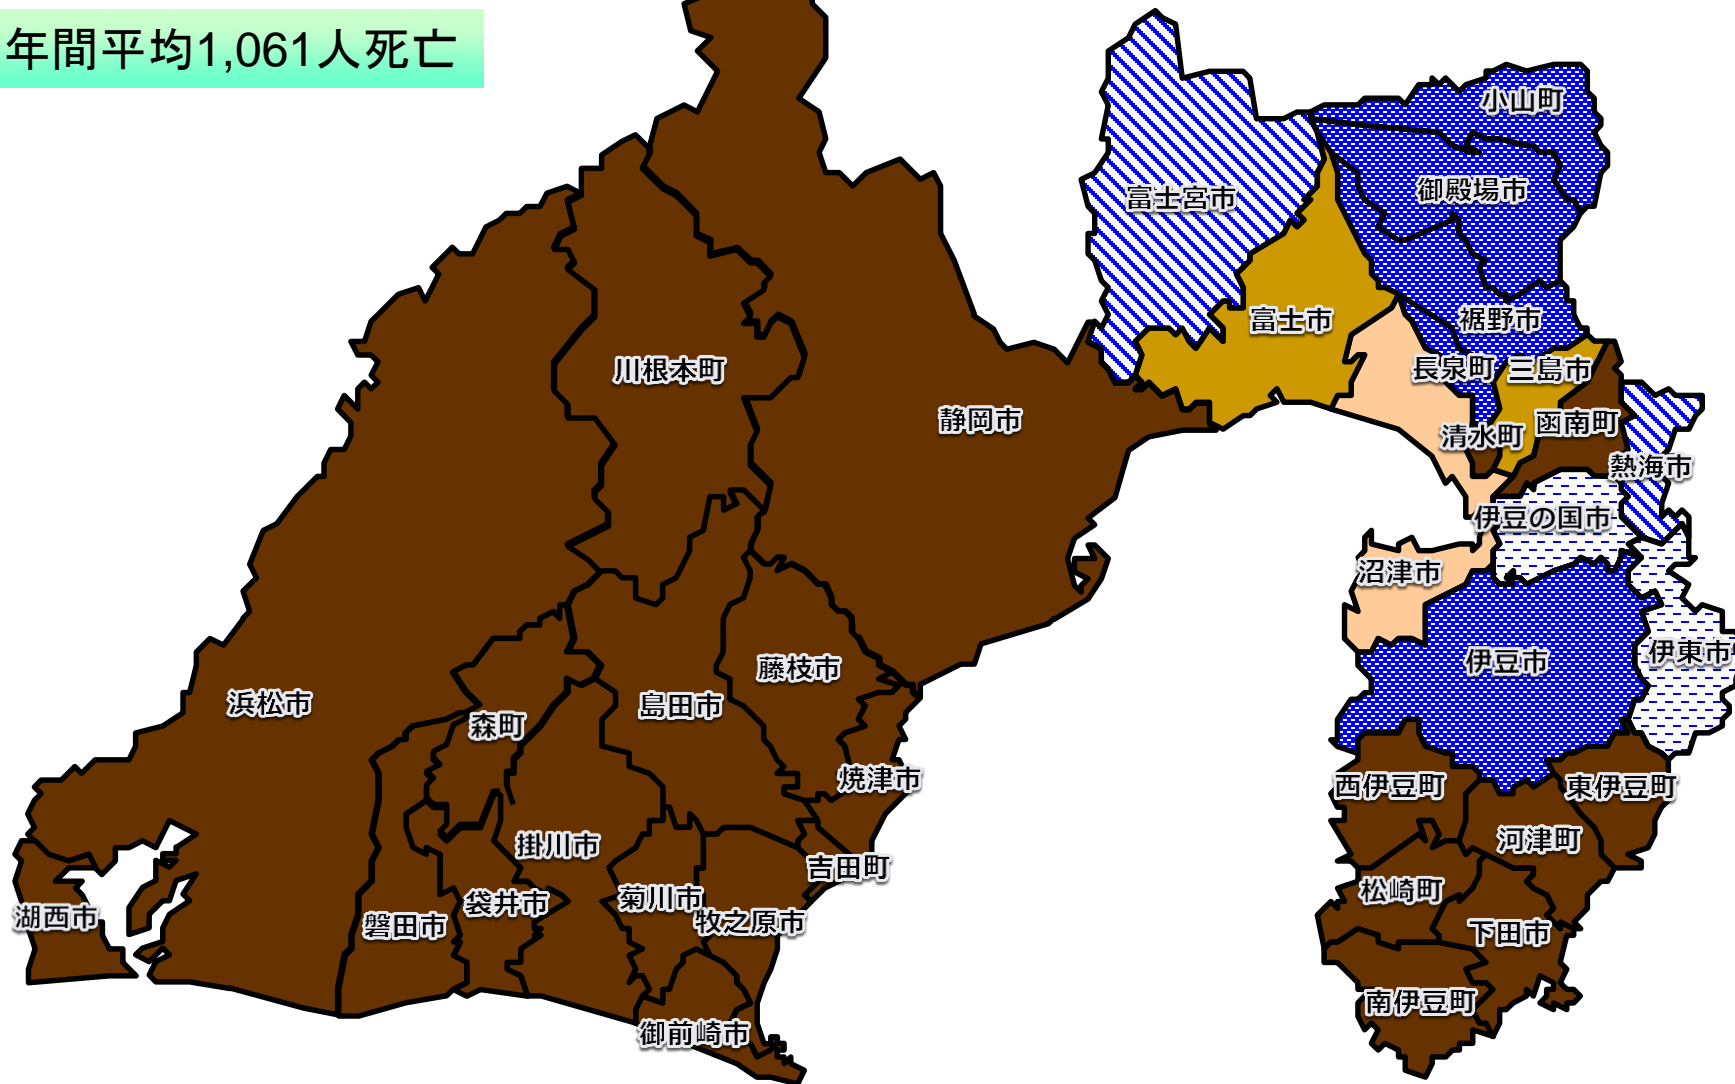 年間平均1,061人死亡
小山町
御殿場市
富士宮市
富士市
裾野市
長泉町
三島市
川根本町
静岡市
函南町
清水町
熱海市
伊豆の国市
沼津市
伊東市
伊豆市
藤枝市
浜松市
島田市
森町
焼津市
西伊豆町
東伊豆町
河津町
掛川市
吉田町
松崎町
菊川市
袋井市
湖西市
磐田市
牧之原市
下田市
南伊豆町
御前崎市